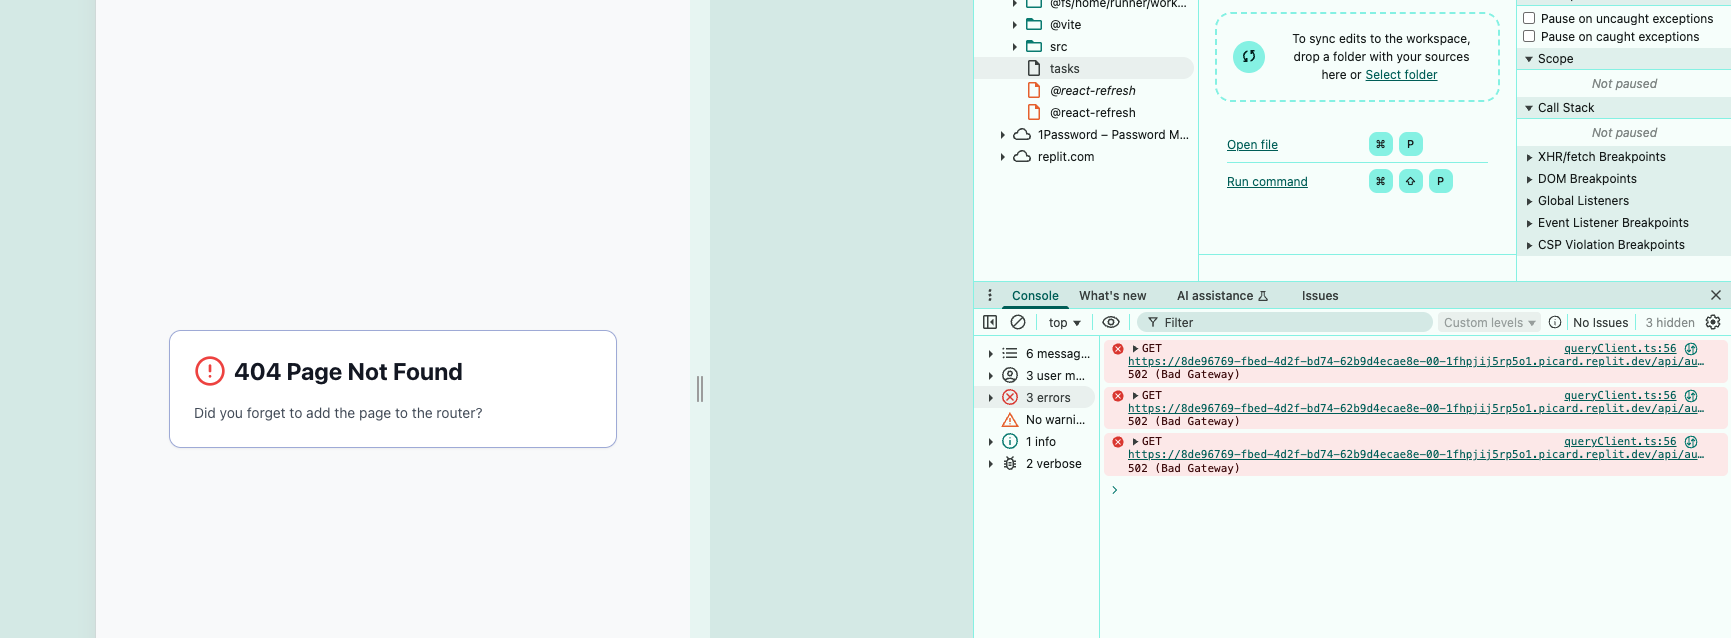 404 Page Not Found
Did you forget to add the page to the router?
@fs/home/runner/work...
@vite
src
tasks
@react-refresh
@react-refresh
1Password – Password M...
replit.com
To sync edits to the workspace,
drop a folder with your sources
here or Select folder
Open file ⌘ P
Run command ⌘ ⇧ P
Pause on uncaught exceptions
Pause on caught exceptions
Scope
Not paused
Call Stack
Not paused
XHR/fetch Breakpoints
DOM Breakpoints
Global Listeners
Event Listener Breakpoints
CSP Violation Breakpoints
Console What's new AI assistance Issues
top Filter Custom levels No Issues 3 hidden
6 messag...
3 user m...
3 errors
No warni...
1 info
2 verbose
GET queryClient.ts:56
https://8de96769-fbed-4d2f-bd74-62b9d4ecae8e-00-1fhpjij5rp5o1.picard.replit.dev/api/au…
502 (Bad Gateway)
GET queryClient.ts:56
https://8de96769-fbed-4d2f-bd74-62b9d4ecae8e-00-1fhpjij5rp5o1.picard.replit.dev/api/au…
502 (Bad Gateway)
GET queryClient.ts:56
https://8de96769-fbed-4d2f-bd74-62b9d4ecae8e-00-1fhpjij5rp5o1.picard.replit.dev/api/au…
502 (Bad Gateway)